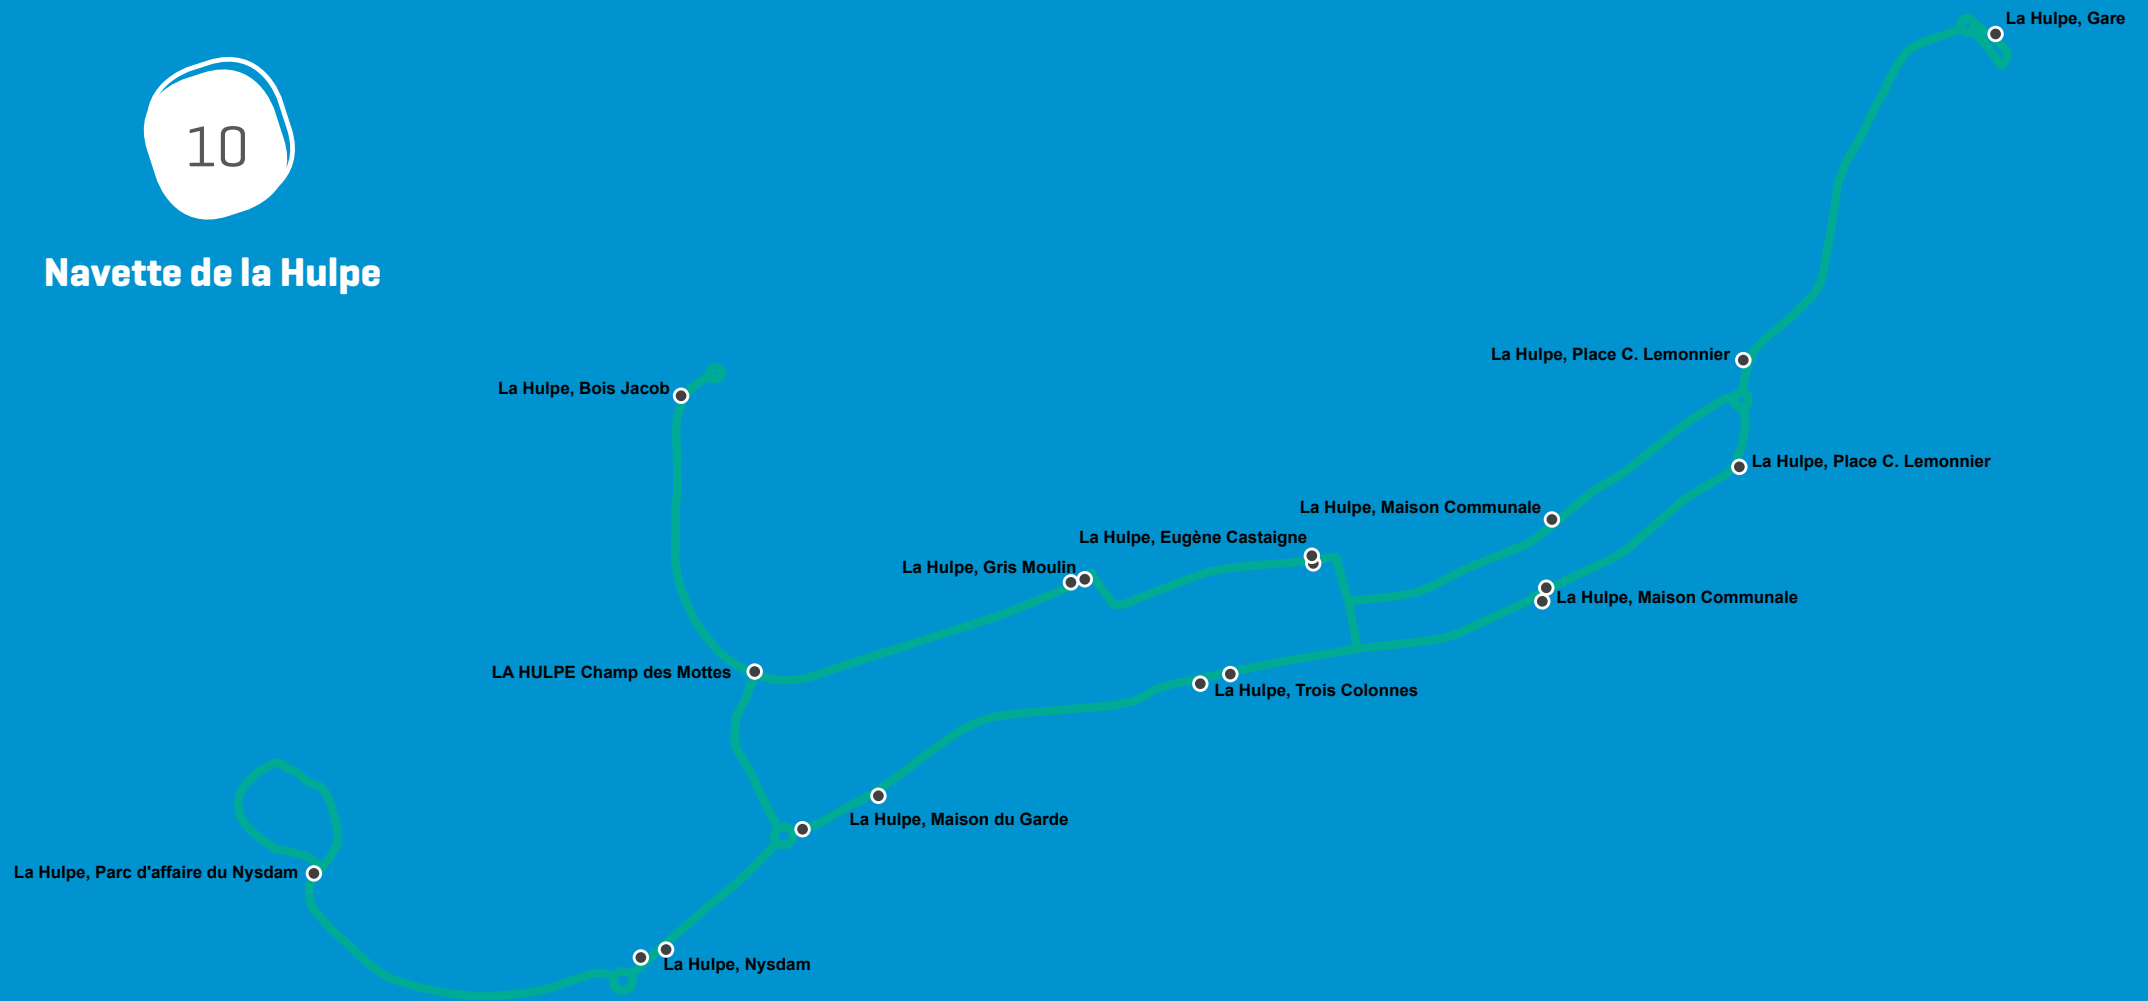 La Hulpe, Gare
10
Navette de la Hulpe
La Hulpe, Place C. Lemonnier
La Hulpe, Bois Jacob
La Hulpe, Place C. Lemonnier
La Hulpe, Maison Communale
La Hulpe, Eugène Castaigne
La Hulpe, Gris Moulin
La Hulpe, Maison Communale
LA HULPE Champ des Mottes
La Hulpe, Trois Colonnes
La Hulpe, Maison du Garde
La Hulpe, Parc d'affaire du Nysdam
La Hulpe, Nysdam